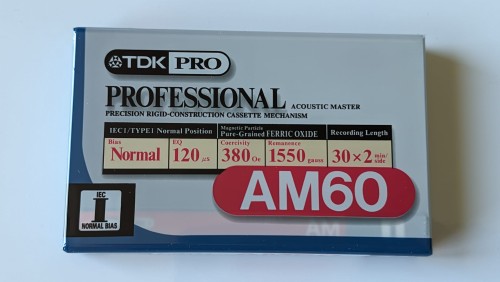 TDK PRO
PROFESSIONAL ACOUSTIC MASTER
PRECISION RIGID-CONSTRUCTION CASSETTE MECHANISM
IEC I/TYPE I Normal Position
Magnetic Particle
Pure-Grained FERRIC OXIDE
Recording Length
Bias
Normal
EQ
120 μs
Coercivity
380 Oe
Remanence
1550 gauss
30×2 min/side
AM60
IEC
I
NORMAL BIAS